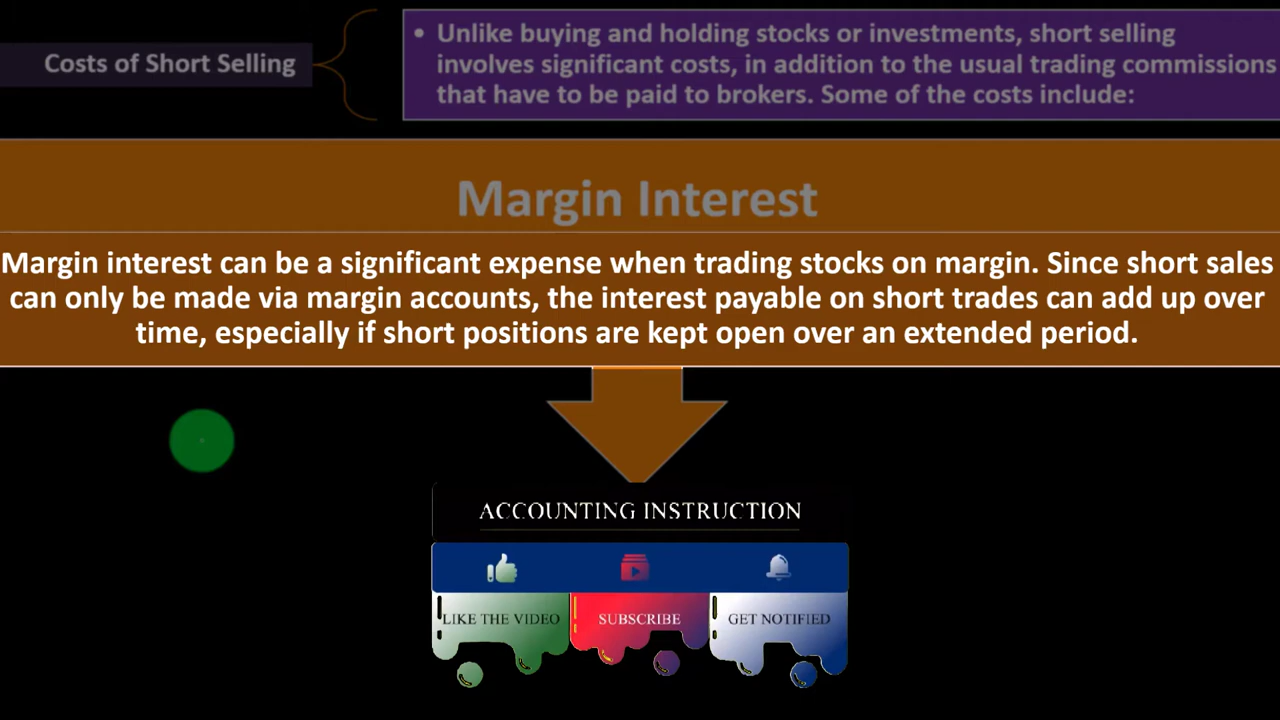 Costs of Short Selling
• Unlike buying and holding stocks or investments, short selling
involves significant costs, in addition to the usual trading commissions
that have to be paid to brokers. Some of the costs include:
Margin Interest
Margin interest can be a significant expense when trading stocks on margin. Since short sales
can only be made via margin accounts, the interest payable on short trades can add up over
time, especially if short positions are kept open over an extended period.
ACCOUNTING INSTRUCTION
LIKE THE VIDEO
SUBSCRIBE
GET NOTIFIED